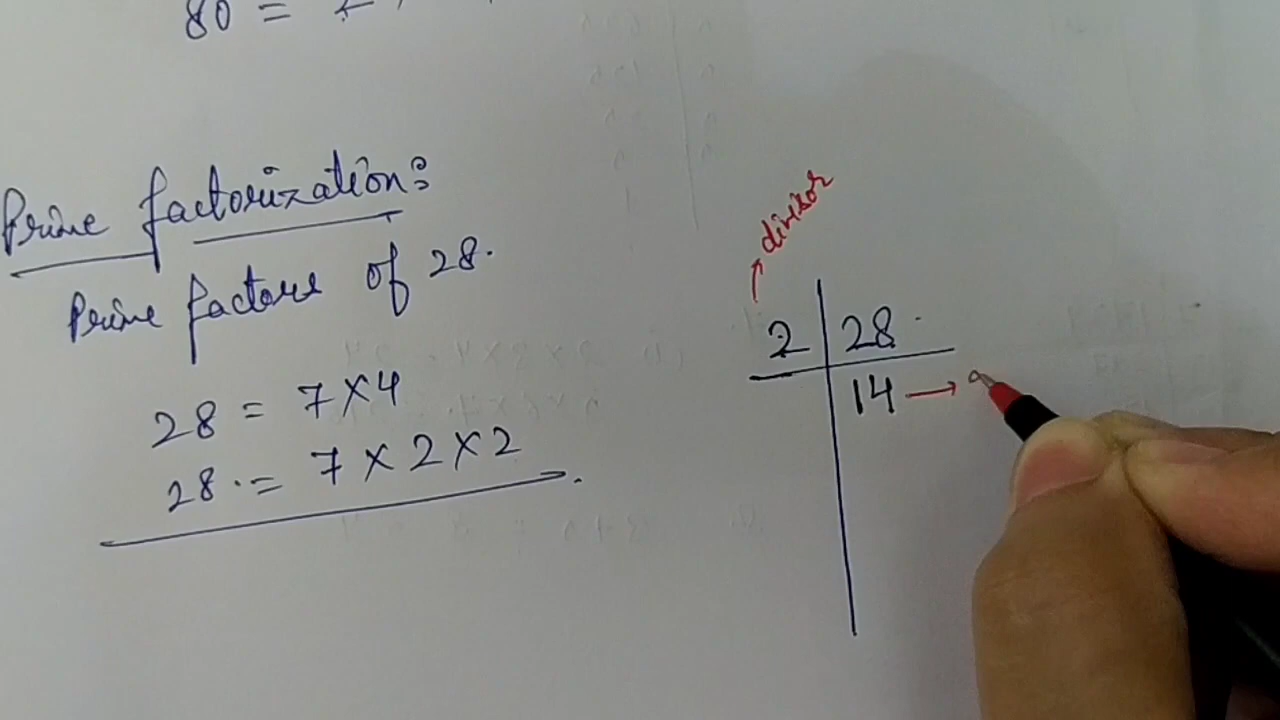 80 =
Prime factorization:
Prime factors of 28.
28 = 7 × 4
28. = 7 × 2 × 2
divisor
2 | 28.
14 →